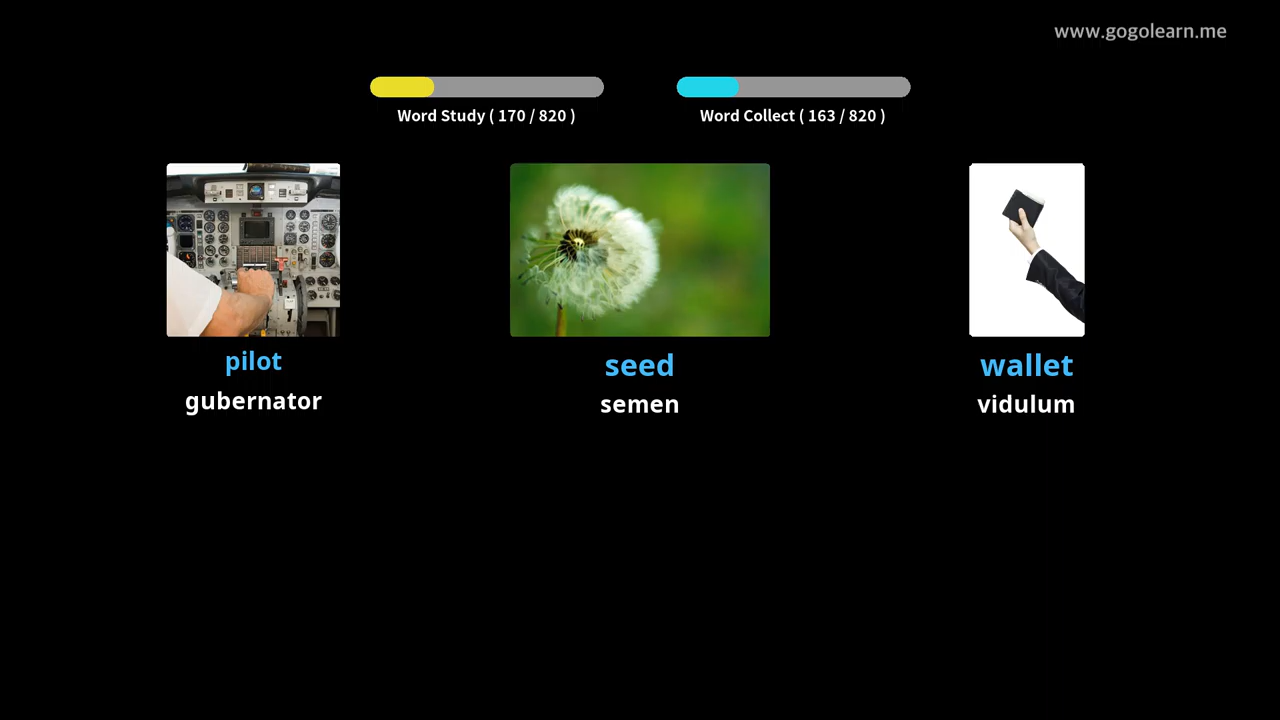 www.gogolearn.me
Word Study ( 170 / 820 )
Word Collect ( 163 / 820 )
pilot
gubernator
seed
semen
wallet
vidulum